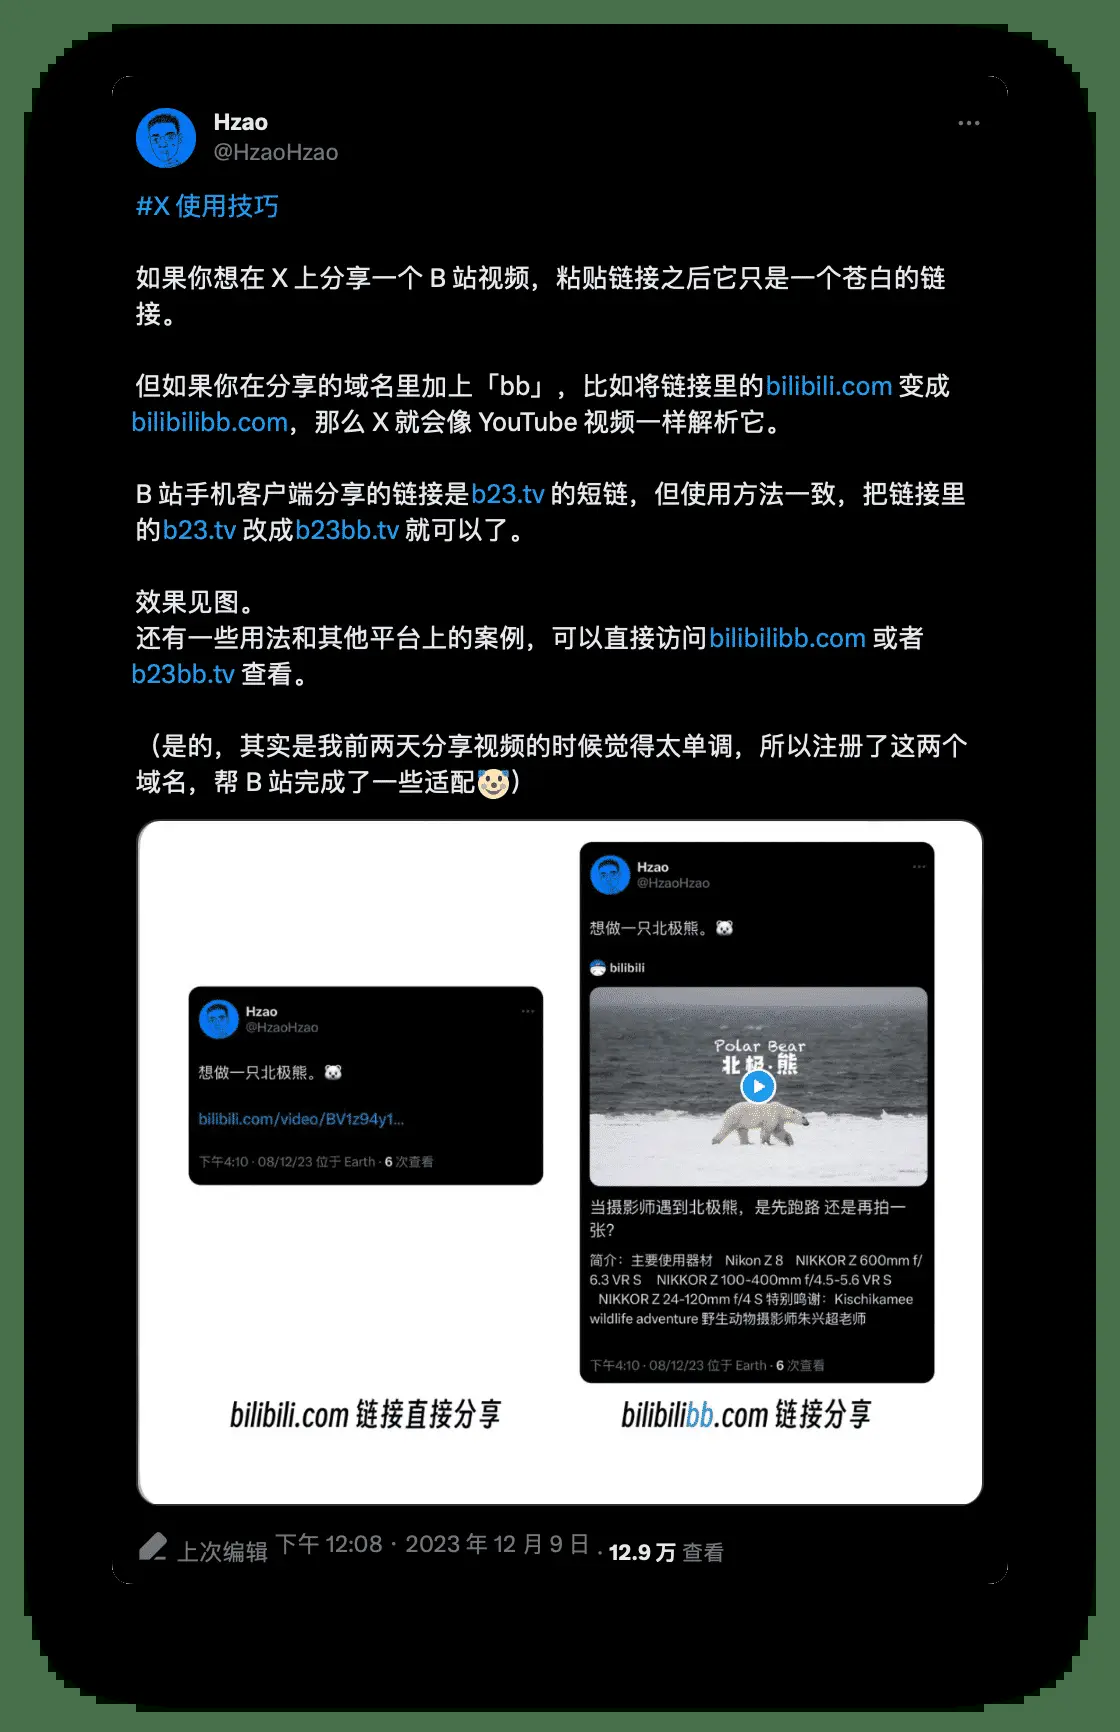 Hzao
@HzaoHzao
#X 使用技巧
如果你想在 X 上分享一个 B 站视频，粘贴链接之后它只是一个苍白的链
接。
但如果你在分享的域名里加上「bb」，比如将链接里的bilibili.com 变成
bilibilibb.com，那么 X 就会像 YouTube 视频一样解析它。
B 站手机客户端分享的链接是b23.tv 的短链，但使用方法一致，把链接里
的b23.tv 改成b23bb.tv 就可以了。
效果见图。
还有一些用法和其他平台上的案例，可以直接访问bilibilibb.com 或者
b23bb.tv 查看。
（是的，其实是我前两天分享视频的时候觉得太单调，所以注册了这两个
域名，帮 B 站完成了一些适配🤡）
Hzao
@HzaoHzao
想做一只北极熊。🐻‍❄️
bilibili.com/video/BV1z94y1...
下午4:10 · 08/12/23 位于 Earth · 6 次查看
bilibili.com 链接直接分享
Hzao
@HzaoHzao
想做一只北极熊。🐻‍❄️
bilibili
Polar Bear
北极·熊
当摄影师遇到北极熊，是先跑路 还是再拍一
张?
简介：主要使用器材 Nikon Z 8 NIKKOR Z 600mm f/
6.3 VR S NIKKOR Z 100-400mm f/4.5-5.6 VR S
NIKKOR Z 24-120mm f/4 S 特别鸣谢：Kischikamee
wildlife adventure 野生动物摄影师朱兴超老师
下午4:10 · 08/12/23 位于 Earth · 6 次查看
bilibilibb.com 链接分享
上次编辑 下午 12:08 · 2023 年 12 月 9 日 · 12.9 万 查看